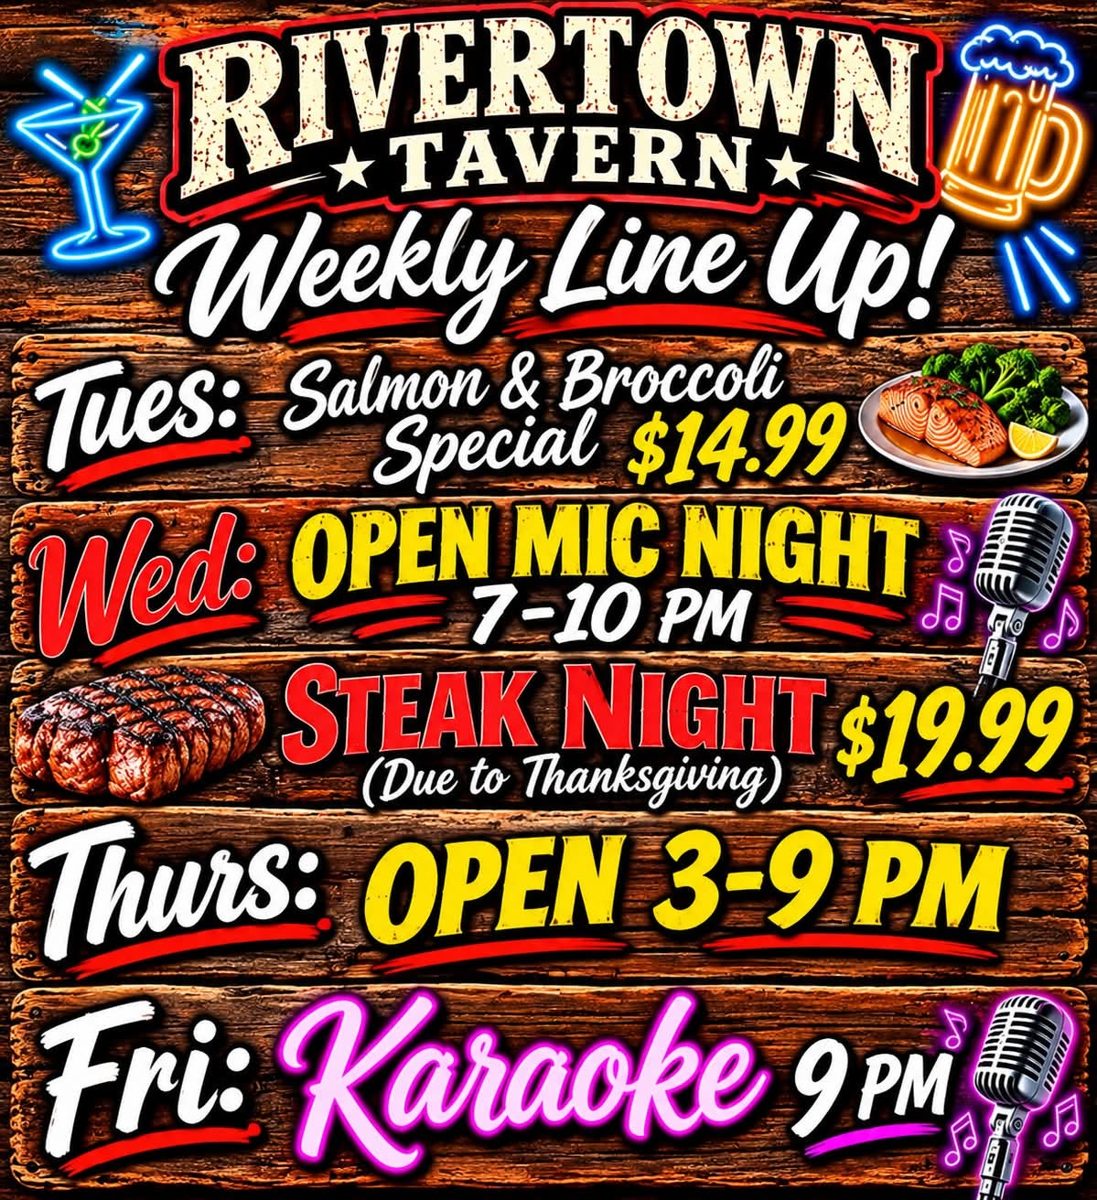 RIVERTOWN
TAVERN
Weekly Line Up!
Tues: Salmon & Broccoli
Special $14.99
Wed: OPEN MIC NIGHT
7-10 PM
STEAK NIGHT $19.99
(Due to Thanksgiving)
Thurs: OPEN 3-9 PM
Fri: Karaoke 9 PM